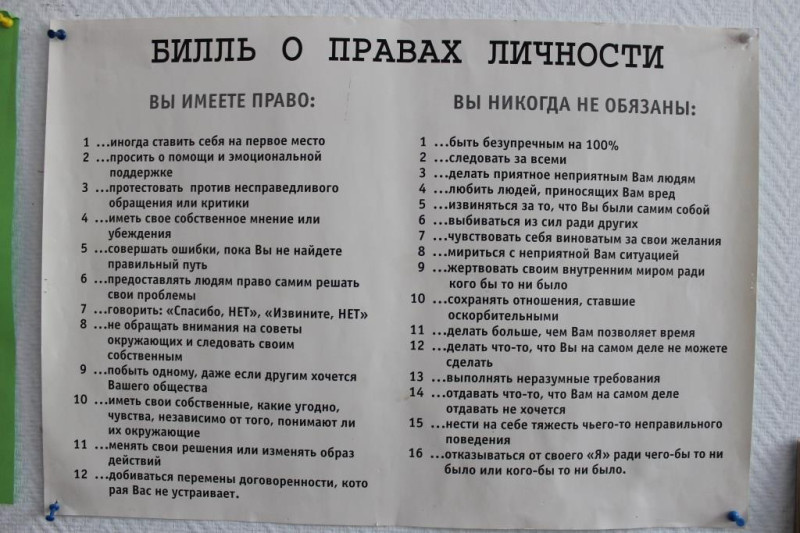 БИЛЛЬ О ПРАВАХ ЛИЧНОСТИ
ВЫ ИМЕЕТЕ ПРАВО:
1 ...иногда ставить себя на первое место
2 ...просить о помощи и эмоциональной
поддержке
3 ...протестовать против несправедливого
обращения или критики
4 ...иметь свое собственное мнение или
убеждения
5 ...совершать ошибки, пока Вы не найдете
правильный путь
6 ...предоставлять людям право самим решать
свои проблемы
7 ...говорить: «Спасибо, НЕТ», «Извините, НЕТ»
8 ...не обращать внимания на советы
окружающих и следовать своим
собственным
9 ...побыть одному, даже если другим хочется
Вашего общества
10 ...иметь свои собственные, какие угодно,
чувства, независимо от того, понимают ли
их окружающие
11 ...менять свои решения или изменять образ
действий
12 ...добиваться перемены договоренности, кото
рая Вас не устраивает.
ВЫ НИКОГДА НЕ ОБЯЗАНЫ:
1 ...быть безупречным на 100%
2 ...следовать за всеми
3 ...делать приятное неприятным Вам людям
4 ...любить людей, приносящих Вам вред
5 ...извиняться за то, что Вы были самим собой
6 ...выбиваться из сил ради других
7 ...чувствовать себя виноватым за свои желания
8 ...мириться с неприятной Вам ситуацией
9 ...жертвовать своим внутренним миром ради
кого бы то ни было
10 ...сохранять отношения, ставшие
оскорбительными
11 ...делать больше, чем Вам позволяет время
12 ...делать что-то, что Вы на самом деле не можете
сделать
13 ...выполнять неразумные требования
14 ...отдавать что-то, что Вам на самом деле
отдавать не хочется
15 ...нести на себе тяжесть чьего-то неправильного
поведения
16 ...отказываться от своего «Я» ради чего-бы то ни
было или кого-бы то ни было.